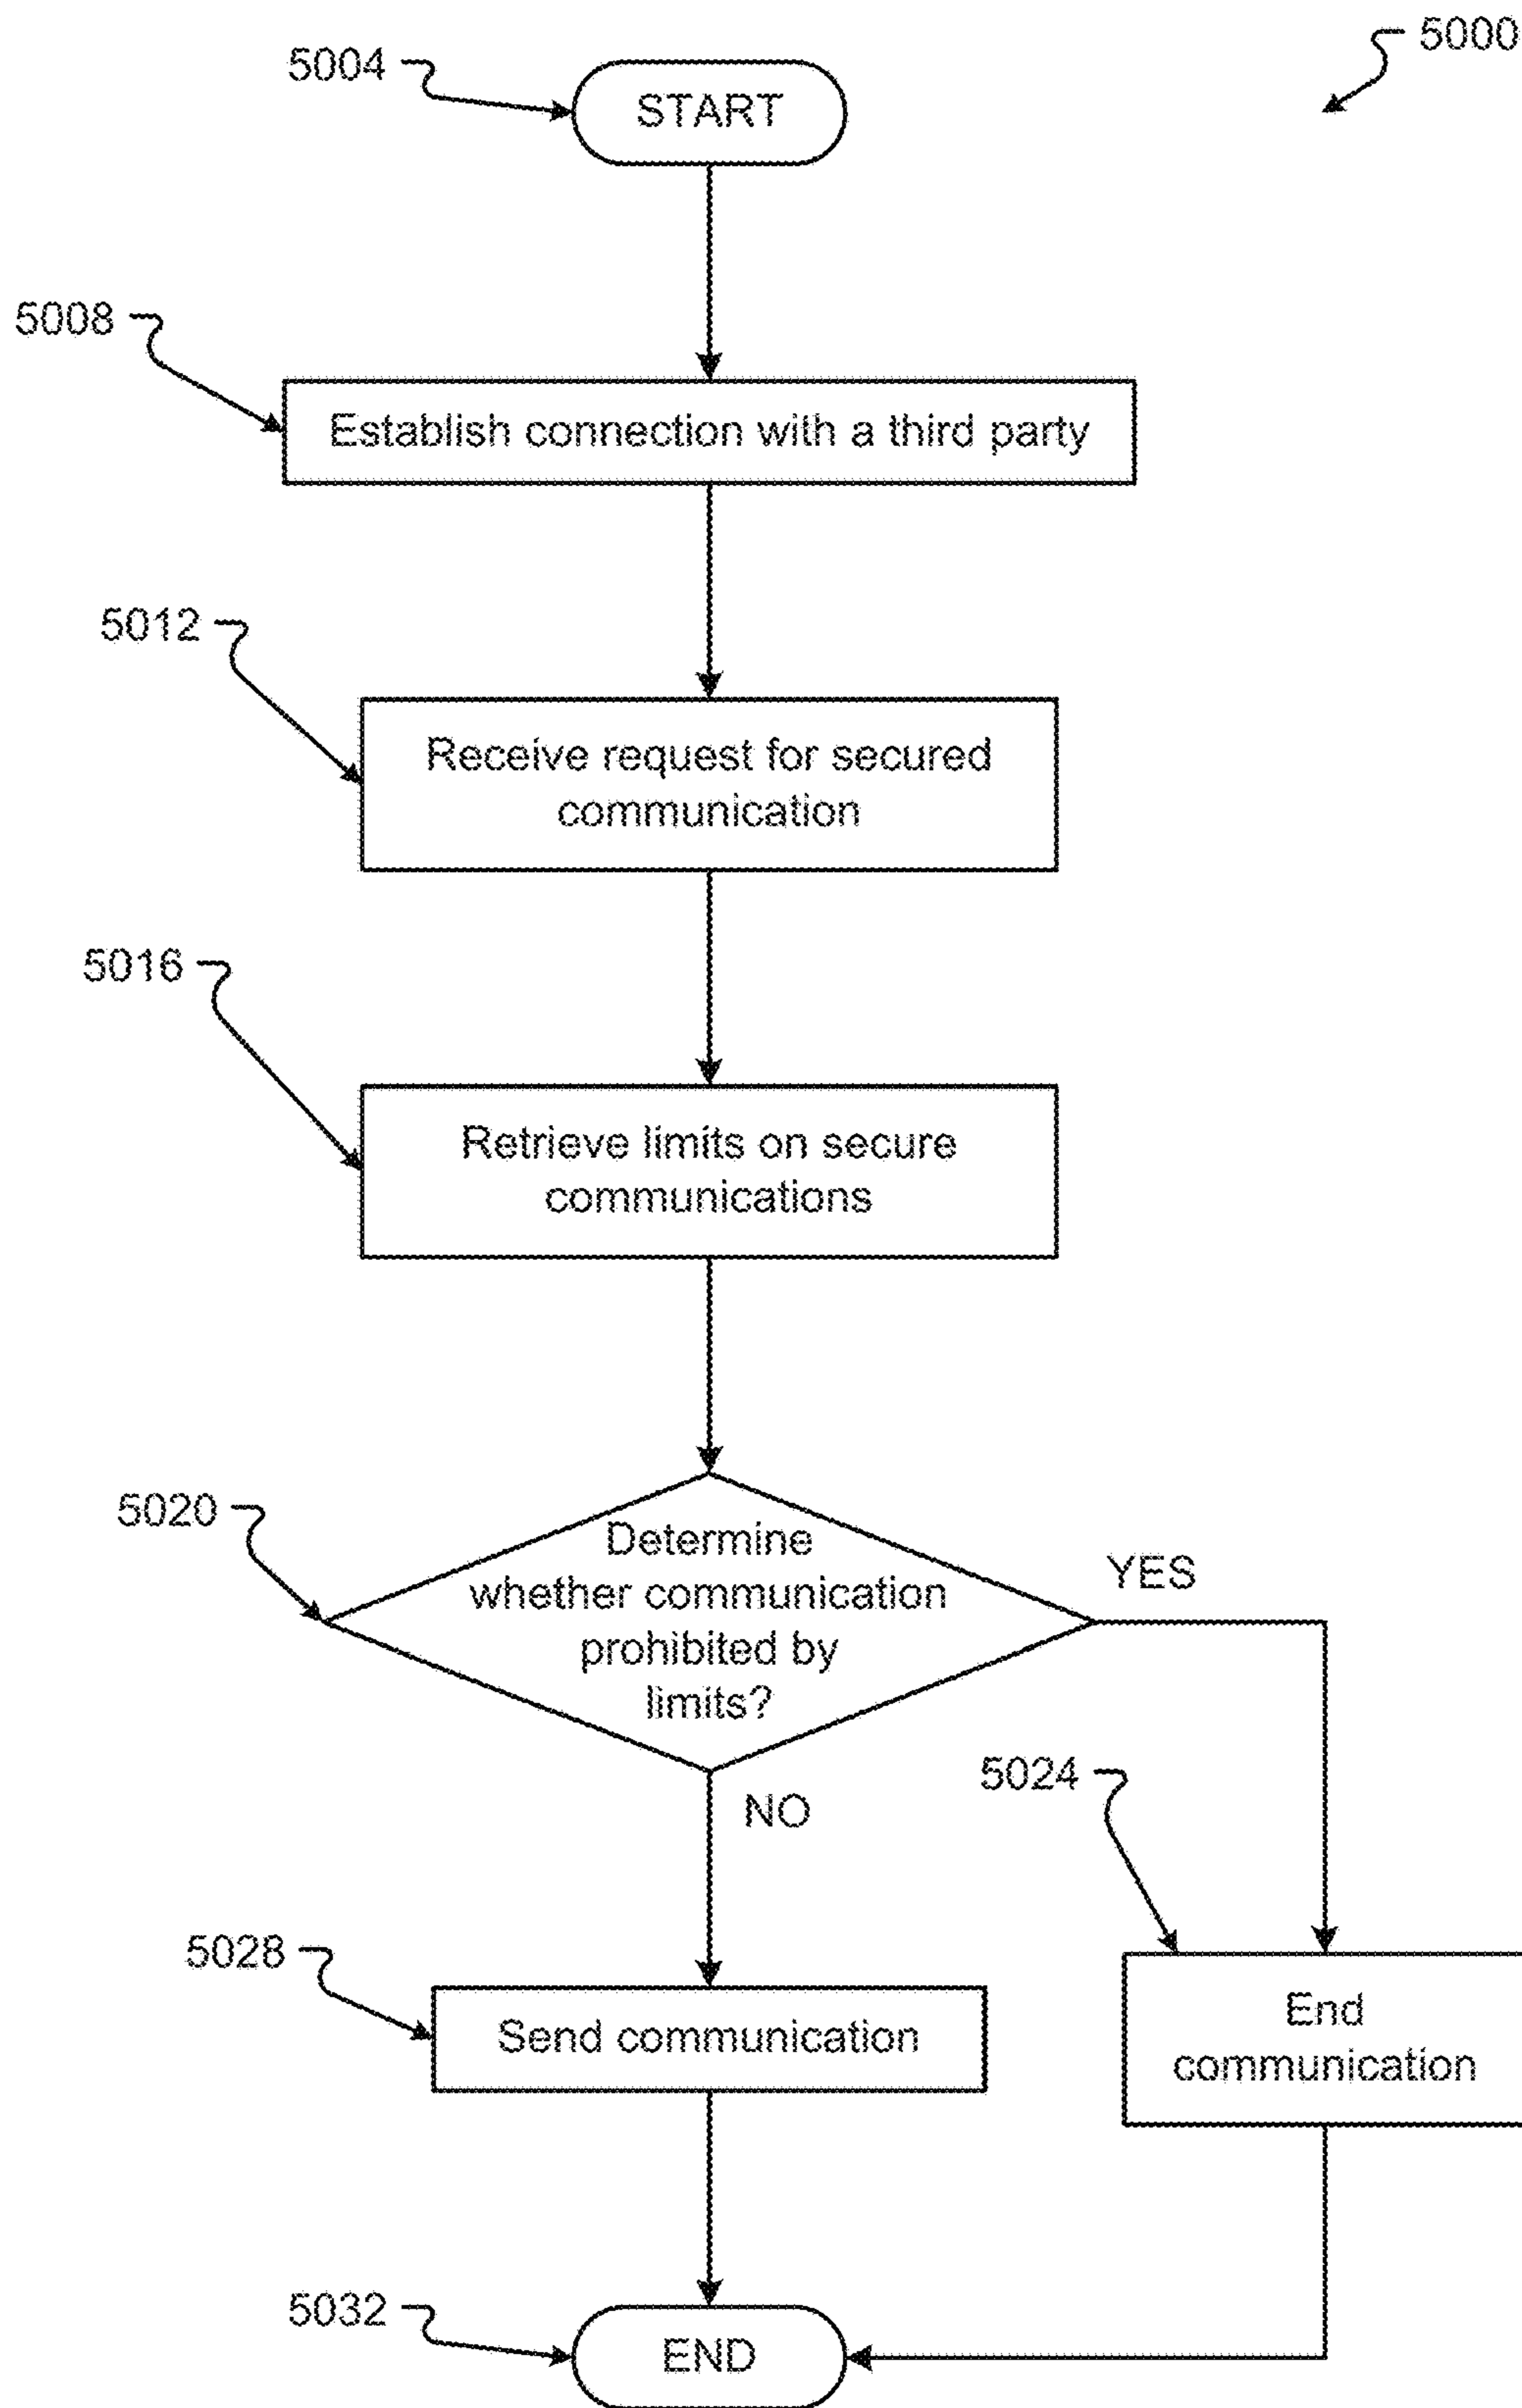 5000
5004
START
5008
Establish connection with a third party
5012
Receive request for secured
communication
5016
Retrieve limits on secure
communications
5020
Determine
whether communication
prohibited by
limits?
YES
NO
5024
5028
Send communication
End
communication
5032
END